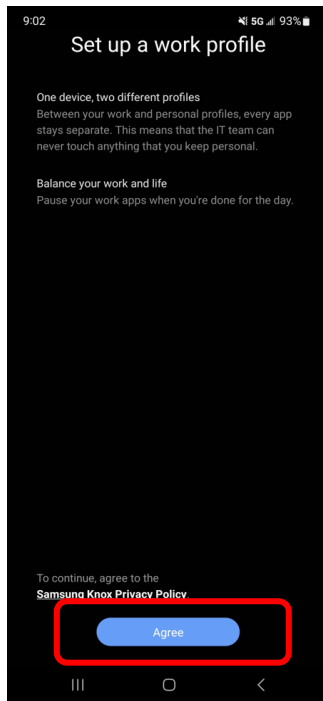 9:02
5G 93%
Set up a work profile
One device, two different profiles
Between your work and personal profiles, every app
stays separate. This means that the IT team can
never touch anything that you keep personal.
Balance your work and life
Pause your work apps when you're done for the day.
To continue, agree to the
Samsung Knox Privacy Policy.
Agree